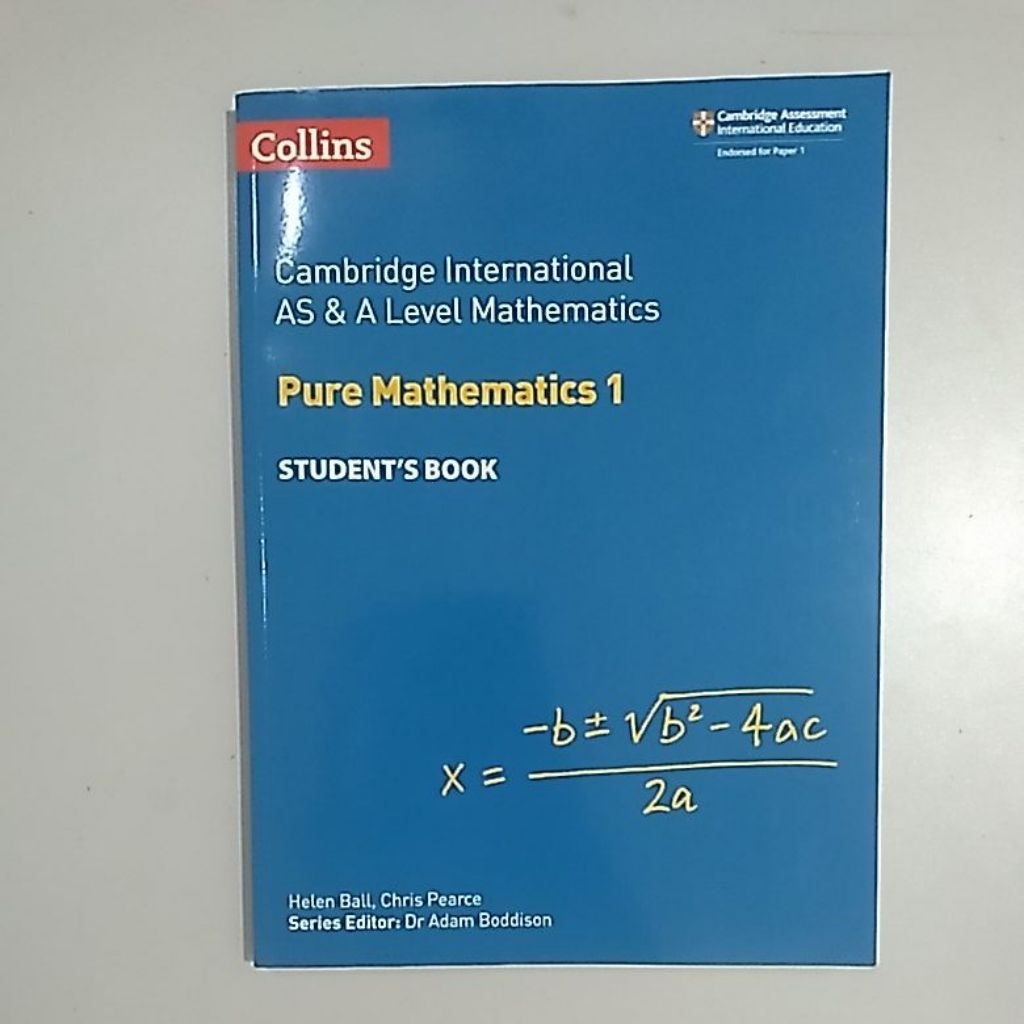 Collins
Cambridge Assessment
International Education
Endorsed for Paper 1
Cambridge International
AS & A Level Mathematics
Pure Mathematics 1
STUDENT'S BOOK
-b ± √b² - 4ac
x =
2a
Helen Ball, Chris Pearce
Series Editor: Dr Adam Boddison